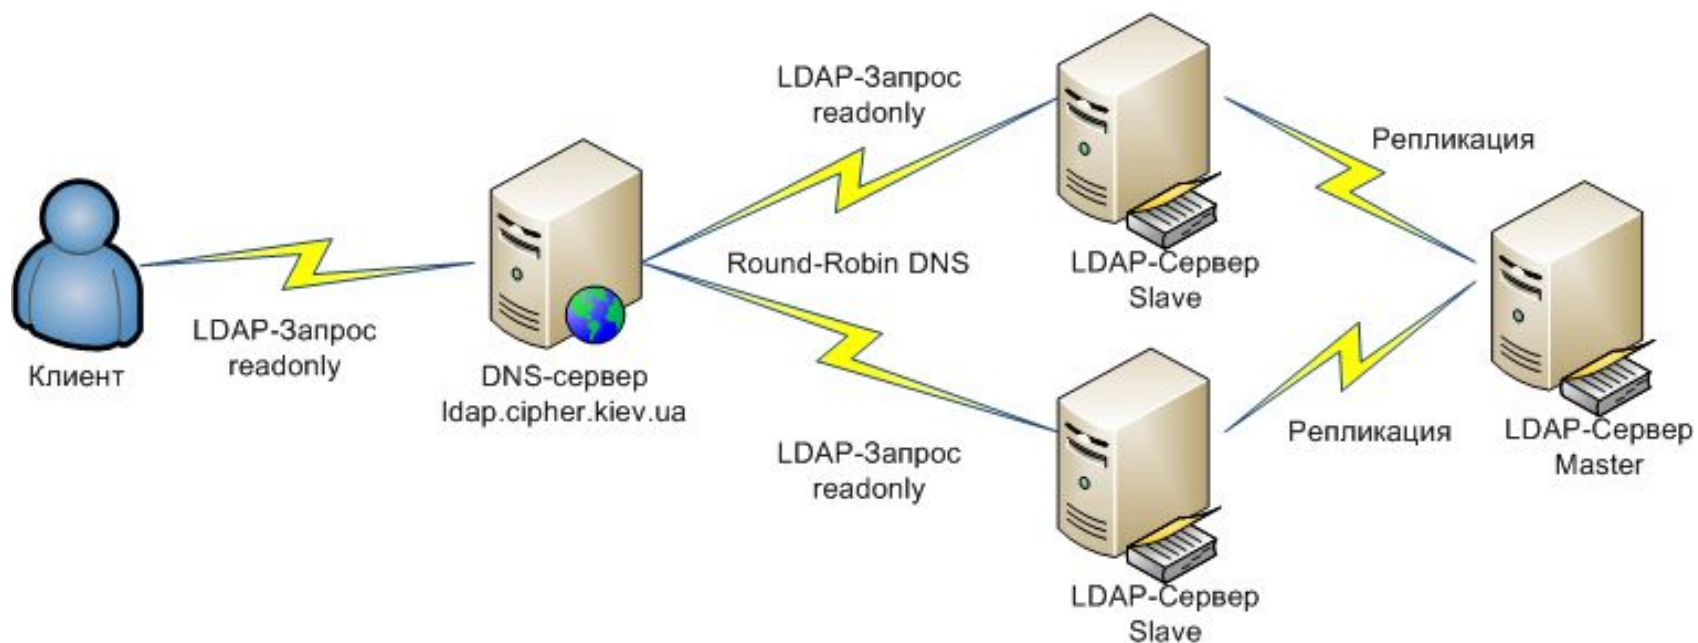 Клиент
LDAP-Запрос
readonly
DNS-сервер
ldap.cipher.kiev.ua
LDAP-Запрос
readonly
Round-Robin DNS
LDAP-Запрос
readonly
LDAP-Сервер
Slave
LDAP-Сервер
Slave
Репликация
Репликация
LDAP-Сервер
Master